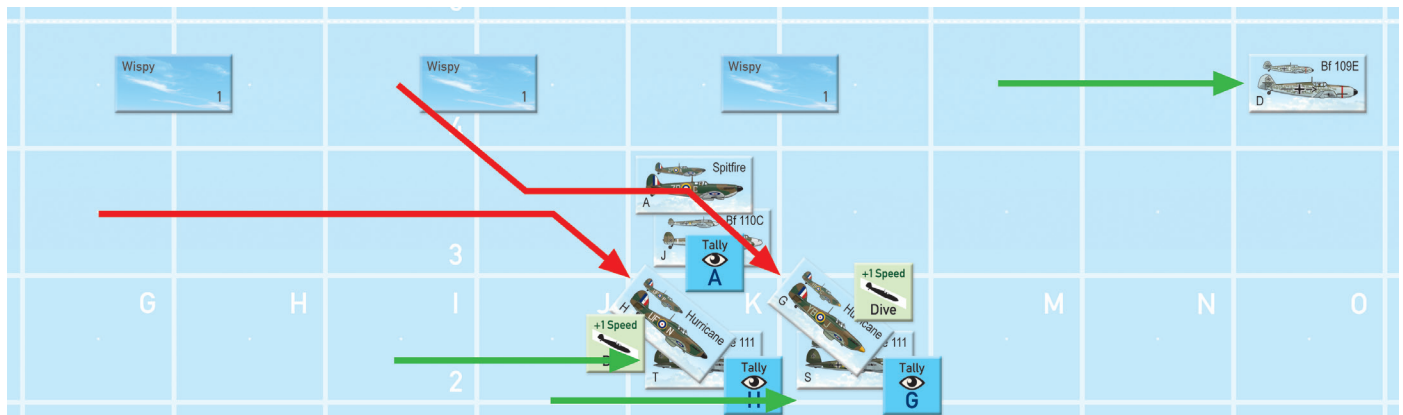 Wispy
1
Wispy
1
Wispy
1
Bf 109E
D
Spitfire
A
Bf 110C
J
Tally
A
3
G
H
I
J
K
M
N
O
H
UF N
Hurricane
G
+1 Speed
Dive
+1 Speed
D
111
T
Tally
H
111
S
Tally
G
2